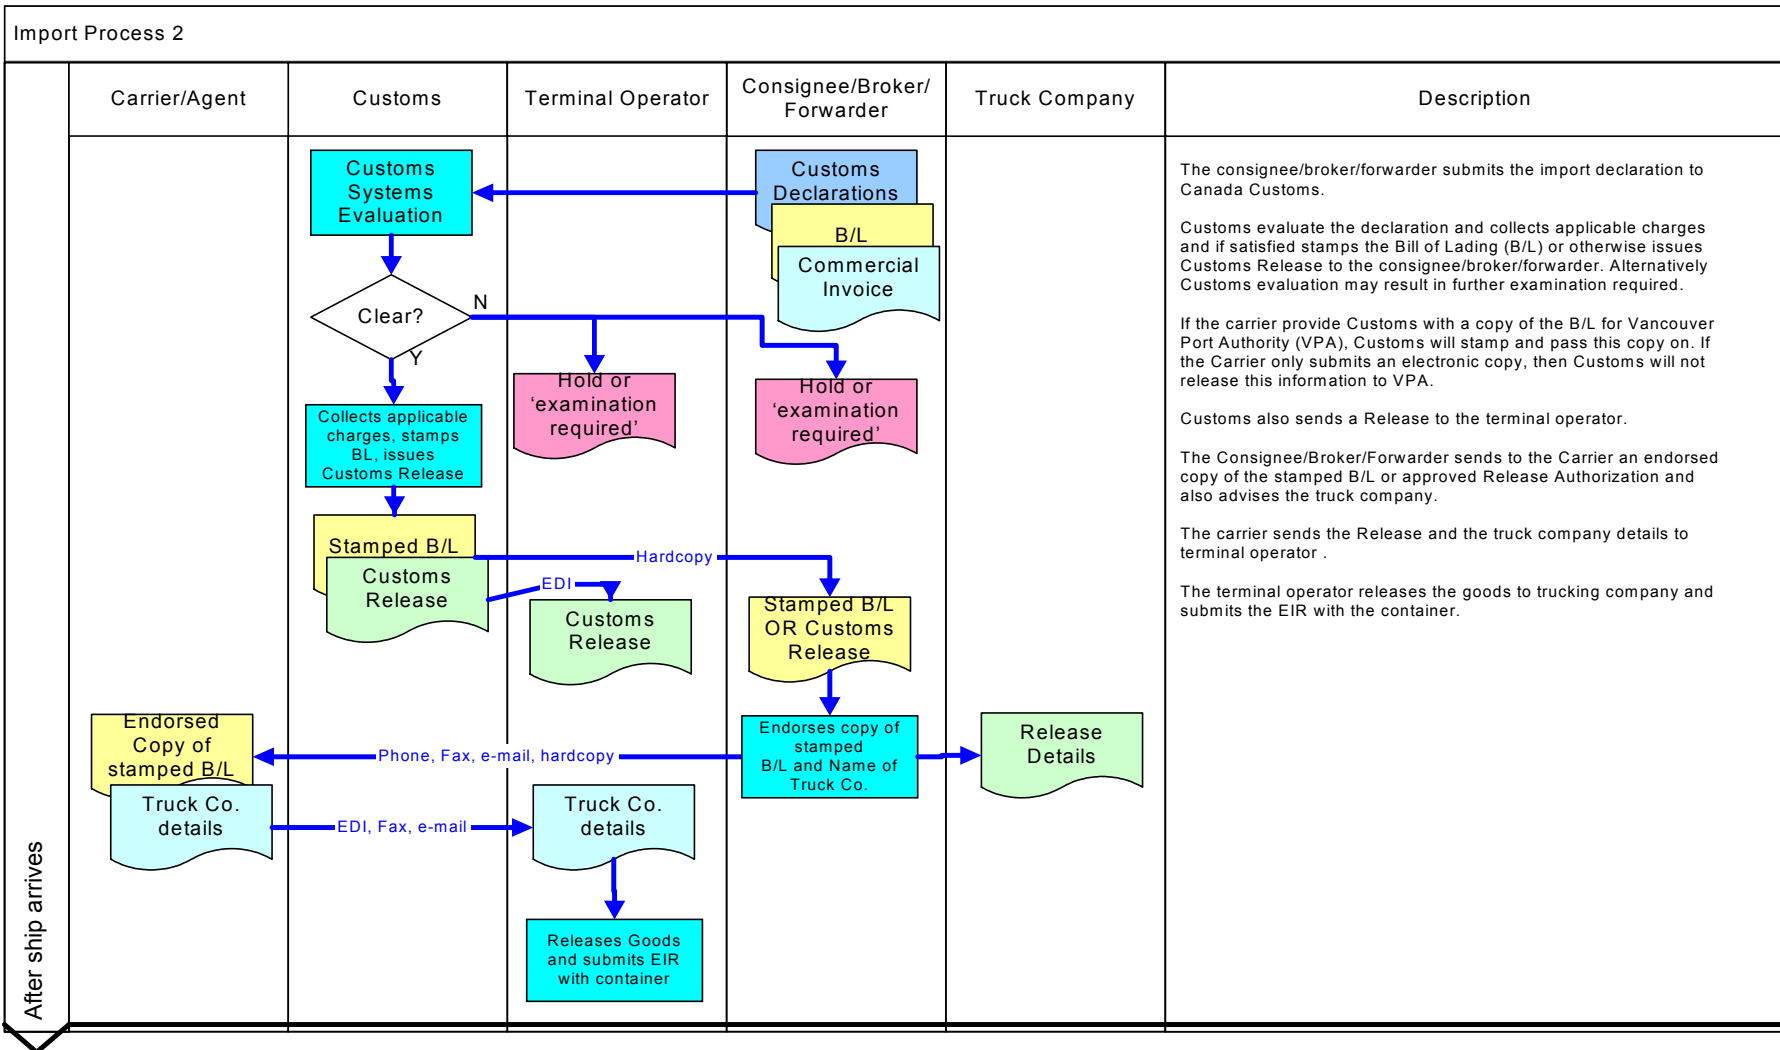 Import Process 2
Carrier/Agent
Customs
Terminal Operator
Consignee/Broker/
Forwarder
Truck Company
Description
After ship arrives
Customs
Systems
Evaluation
Customs
Declarations
B/L
Commercial
Invoice
Clear?
N
Y
Hold or
‘examination
required’
Hold or
‘examination
required’
Collects applicable
charges, stamps
BL, issues
Customs Release
Stamped B/L
Customs
Release
Hardcopy
EDI
Customs
Release
Stamped B/L
OR Customs
Release
Endorsed
Copy of
stamped B/L
Phone, Fax, e-mail, hardcopy
Endorses copy of
stamped
B/L and Name of
Truck Co.
Release
Details
Truck Co.
details
EDI, Fax, e-mail
Truck Co.
details
Releases Goods
and submits EIR
with container
The consignee/broker/forwarder submits the import declaration to
Canada Customs.
Customs evaluate the declaration and collects applicable charges
and if satisfied stamps the Bill of Lading (B/L) or otherwise issues
Customs Release to the consignee/broker/forwarder. Alternatively
Customs evaluation may result in further examination required.
If the carrier provide Customs with a copy of the B/L for Vancouver
Port Authority (VPA), Customs will stamp and pass this copy on. If
the Carrier only submits an electronic copy, then Customs will not
release this information to VPA.
Customs also sends a Release to the terminal operator.
The Consignee/Broker/Forwarder sends to the Carrier an endorsed
copy of the stamped B/L or approved Release Authorization and
also advises the truck company.
The carrier sends the Release and the truck company details to
terminal operator .
The terminal operator releases the goods to trucking company and
submits the EIR with the container.